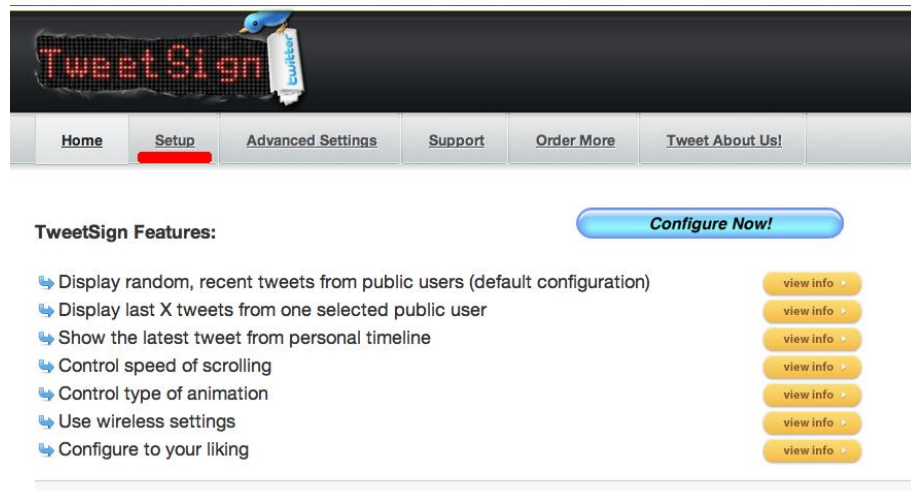 TweetSign
twitter
Home Setup Advanced Settings Support Order More Tweet About Us!
Configure Now!
TweetSign Features:
Display random, recent tweets from public users (default configuration) view info
Display last X tweets from one selected public user view info
Show the latest tweet from personal timeline view info
Control speed of scrolling view info
Control type of animation view info
Use wireless settings view info
Configure to your liking view info